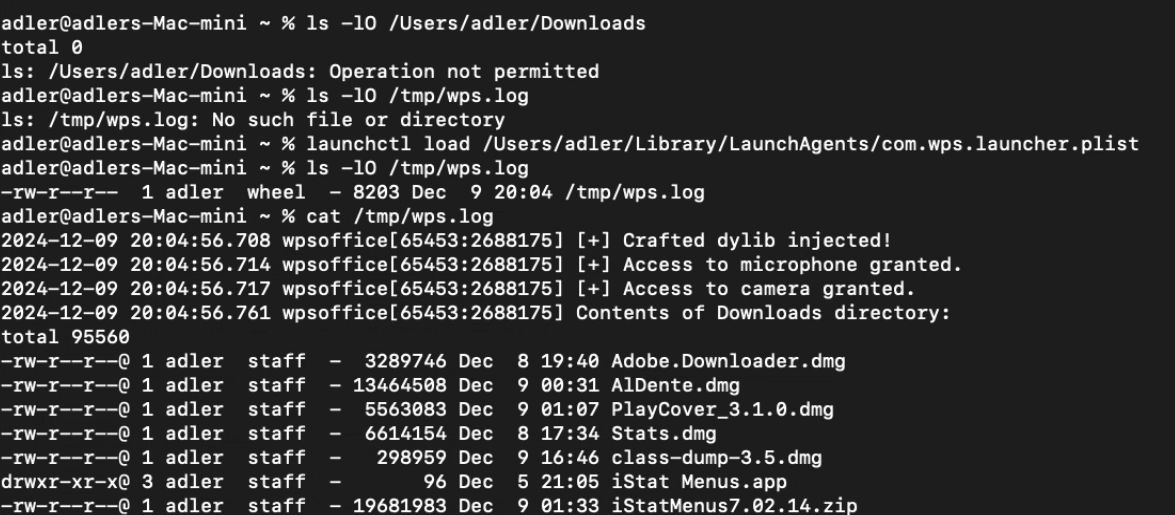 adler@adlers-Mac-mini ~ % ls -lO /Users/adler/Downloads
total 0
ls: /Users/adler/Downloads: Operation not permitted
adler@adlers-Mac-mini ~ % ls -lO /tmp/wps.log
ls: /tmp/wps.log: No such file or directory
adler@adlers-Mac-mini ~ % launchctl load /Users/adler/Library/LaunchAgents/com.wps.launcher.plist
adler@adlers-Mac-mini ~ % ls -lO /tmp/wps.log
-rw-r--r--  1 adler  wheel  - 8203 Dec  9 20:04 /tmp/wps.log
adler@adlers-Mac-mini ~ % cat /tmp/wps.log
2024-12-09 20:04:56.708 wpsoffice[65453:2688175] [+] Crafted dylib injected!
2024-12-09 20:04:56.714 wpsoffice[65453:2688175] [+] Access to microphone granted.
2024-12-09 20:04:56.717 wpsoffice[65453:2688175] [+] Access to camera granted.
2024-12-09 20:04:56.761 wpsoffice[65453:2688175] Contents of Downloads directory:
total 95560
-rw-r--r--@ 1 adler  staff  -  3289746 Dec  8 19:40 Adobe.Downloader.dmg
-rw-r--r--@ 1 adler  staff  - 13464508 Dec  9 00:31 AlDente.dmg
-rw-r--r--@ 1 adler  staff  -  5563083 Dec  9 01:07 PlayCover_3.1.0.dmg
-rw-r--r--@ 1 adler  staff  -  6614154 Dec  8 17:34 Stats.dmg
-rw-r--r--@ 1 adler  staff  -   298959 Dec  9 16:46 class-dump-3.5.dmg
drwxr-xr-x@ 3 adler  staff  -       96 Dec  5 21:05 iStat Menus.app
-rw-r--r--@ 1 adler  staff  - 19681983 Dec  9 01:33 iStatMenus7.02.14.zip